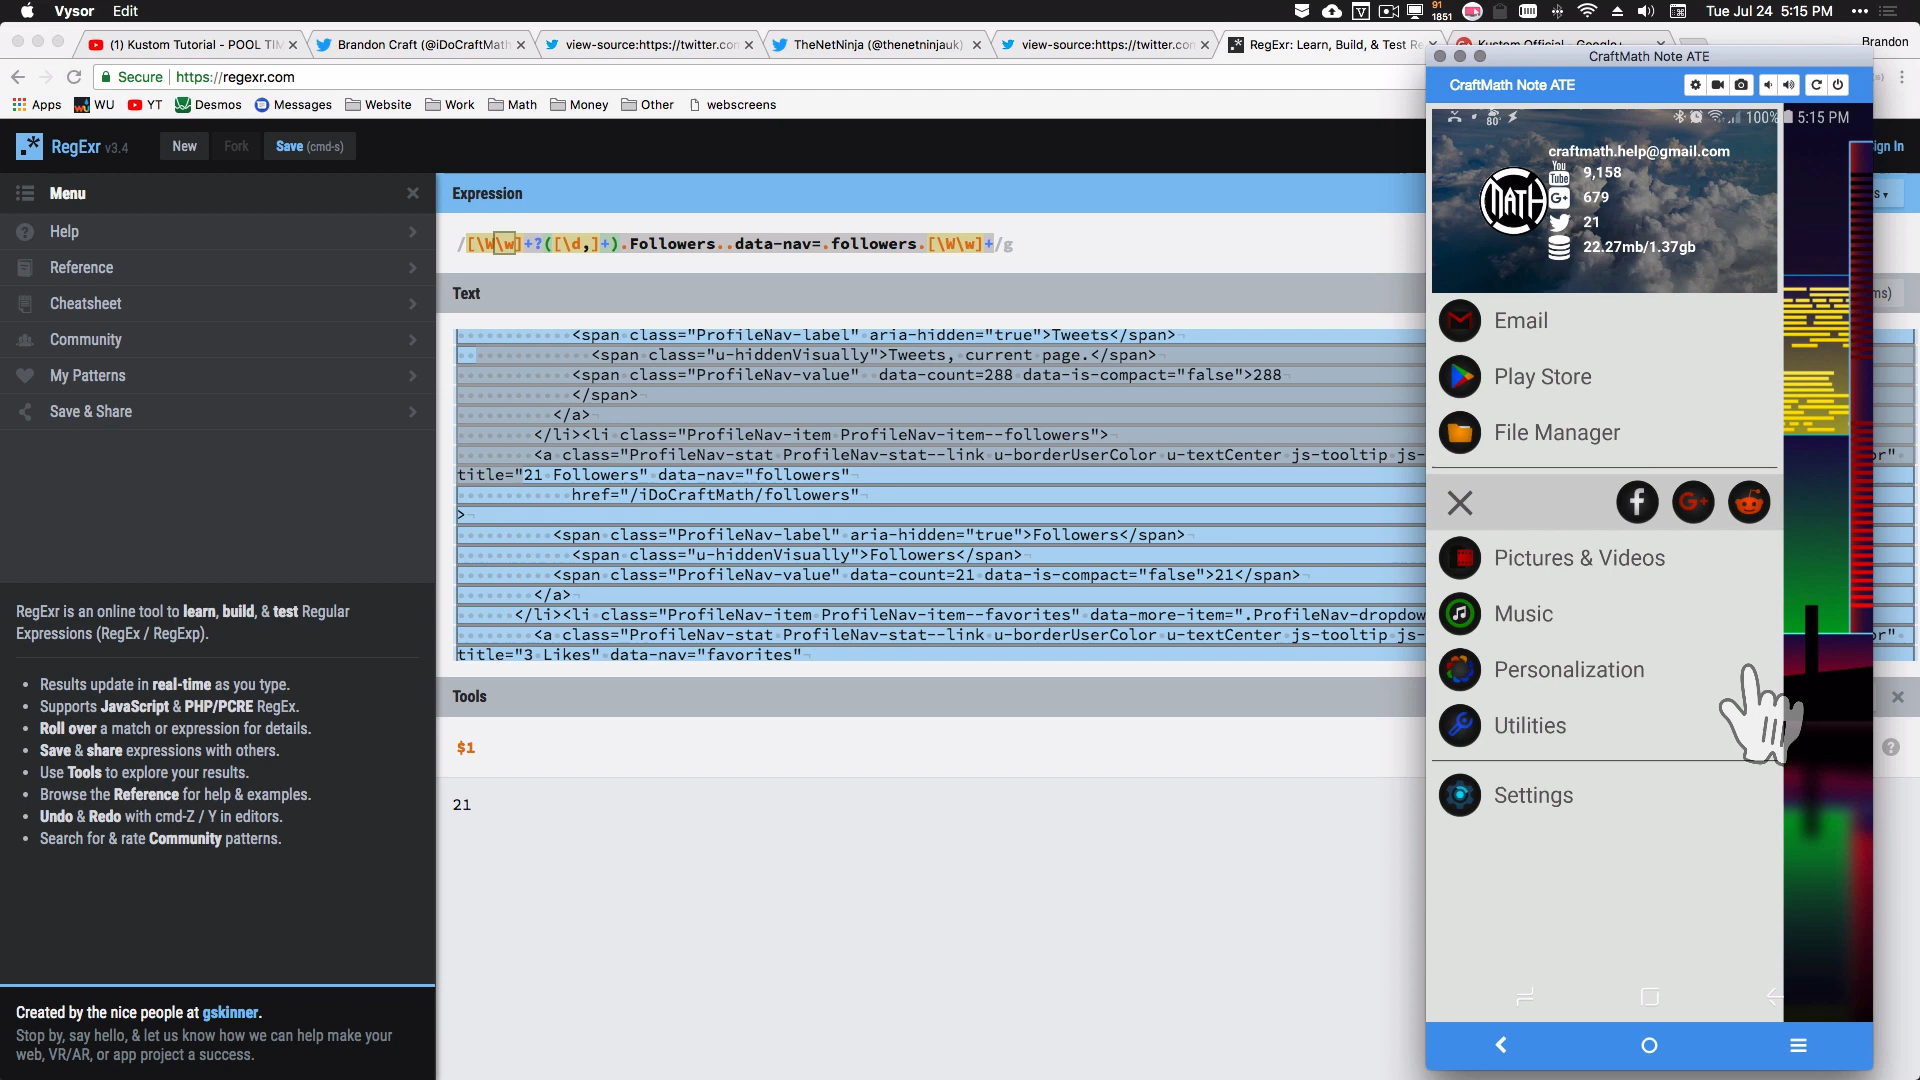 Vysor Edit
91
1851
Tue Jul 24 5:15 PM
(1) Kustom Tutorial - POOL TIM
Brandon Craft (@iDoCraftMath
view-source:https://twitter.co
TheNetNinja (@thenetninjauk)
view-source:https://twitter.co
RegExr: Learn, Build, & Test Re
Kustom Official - Google+
Brandon
Secure https://regexr.com
Apps WU YT Desmos Messages Website Work Math Money Other webscreens
RegExr v3.4
New Fork Save (cmd-s)
ign In
Menu
Help
Reference
Cheatsheet
Community
My Patterns
Save & Share
RegExr is an online tool to learn, build, & test Regular
Expressions (RegEx / RegExp).
• Results update in real-time as you type.
• Supports JavaScript & PHP/PCRE RegEx.
• Roll over a match or expression for details.
• Save & share expressions with others.
• Use Tools to explore your results.
• Browse the Reference for help & examples.
• Undo & Redo with cmd-Z / Y in editors.
• Search for & rate Community patterns.
Created by the nice people at gskinner.
Stop by, say hello, & let us know how we can help make your
web, VR/AR, or app project a success.
Expression
/[\W\w]+?([\d,]+).Followers..data-nav=.followers.[\W\w]+/g
Text
ms)
<span class="ProfileNav-label" aria-hidden="true">Tweets</span>
<span class="u-hiddenVisually">Tweets, current page.</span>
<span class="ProfileNav-value"  data-count=288 data-is-compact="false">288
</span>
</a>
</li><li class="ProfileNav-item ProfileNav-item--followers">
<a class="ProfileNav-stat ProfileNav-stat--link u-borderUserColor u-textCenter js-tooltip js-
title="21 Followers" data-nav="followers"
href="/iDoCraftMath/followers"
>
<span class="ProfileNav-label" aria-hidden="true">Followers</span>
<span class="u-hiddenVisually">Followers</span>
<span class="ProfileNav-value" data-count=21 data-is-compact="false">21</span>
</a>
</li><li class="ProfileNav-item ProfileNav-item--favorites" data-more-item=".ProfileNav-dropdow
<a class="ProfileNav-stat ProfileNav-stat--link u-borderUserColor u-textCenter js-tooltip js-
title="3 Likes" data-nav="favorites"
Tools
$1
21
CraftMath Note ATE
CraftMath Note ATE
80°
100% 5:15 PM
craftmath.help@gmail.com
MATH
You Tube 9,158
G+ 679
21
22.27mb/1.37gb
Email
Play Store
File Manager
f G+
Pictures & Videos
Music
Personalization
Utilities
Settings